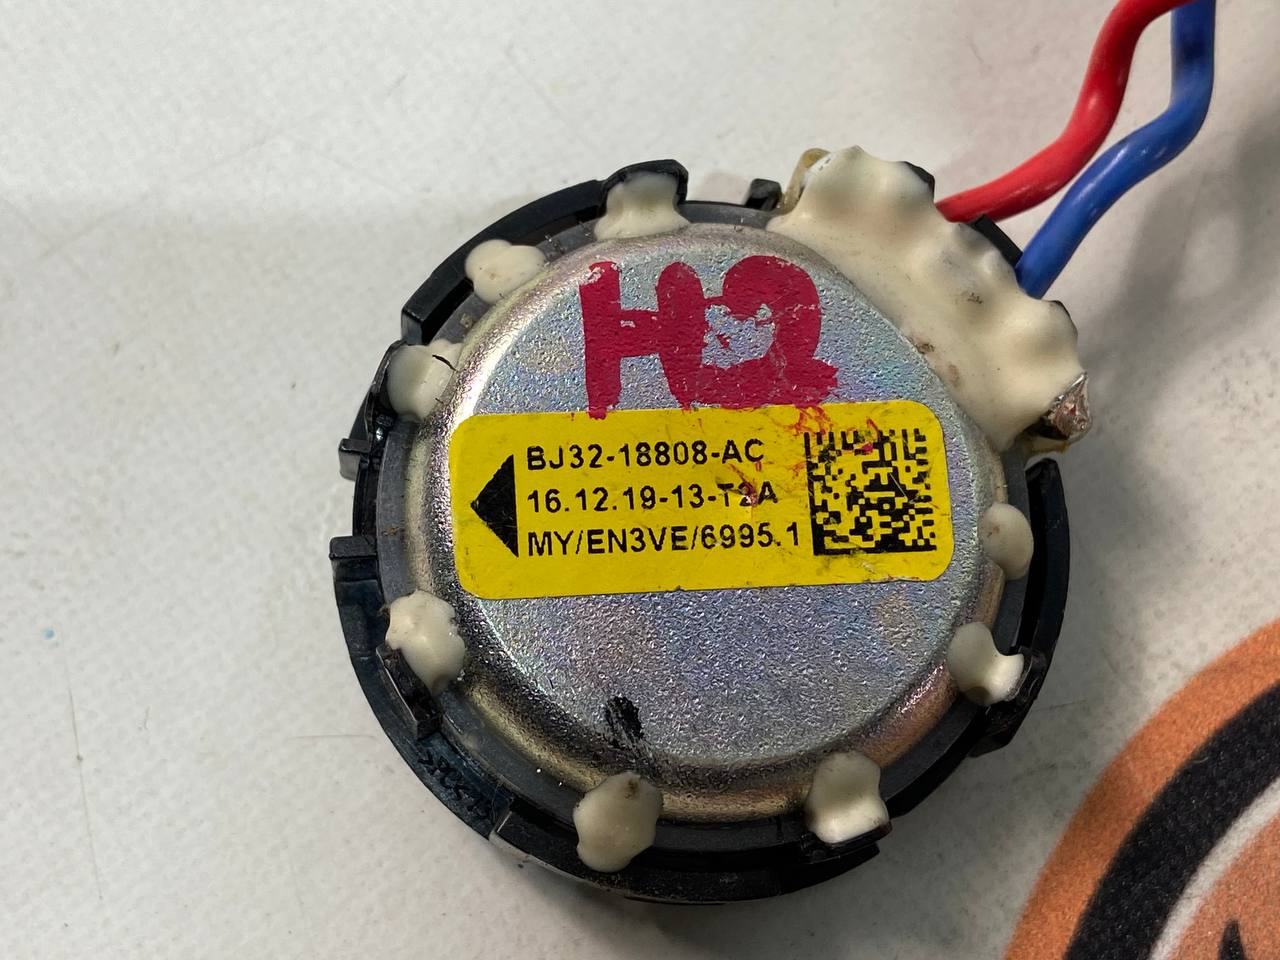 H2
BJ32-18808-AC
16.12.19-13-T2A
MY/EN3VE/6995.1